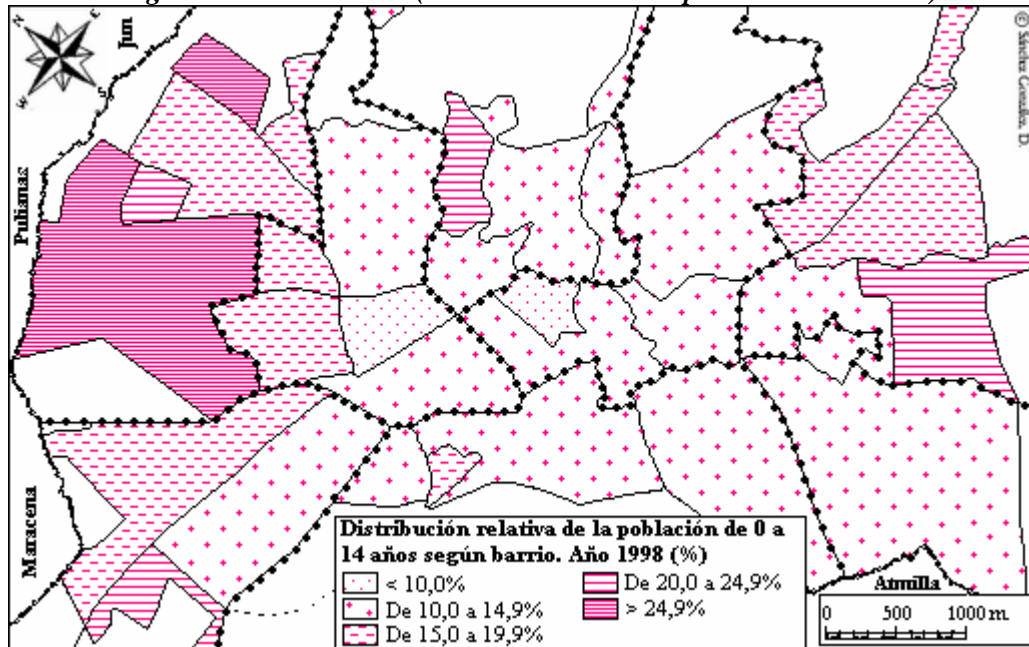 N
E
S
W
Jun
© Sánchez González, D.
Pulianas
Maracena
Distribución relativa de la población de 0 a
14 años según barrio. Año 1998 (%)
< 10,0%
De 10,0 a 14,9%
De 15,0 a 19,9%
De 20,0 a 24,9%
> 24,9%
Armilla
0 500 1000 m.